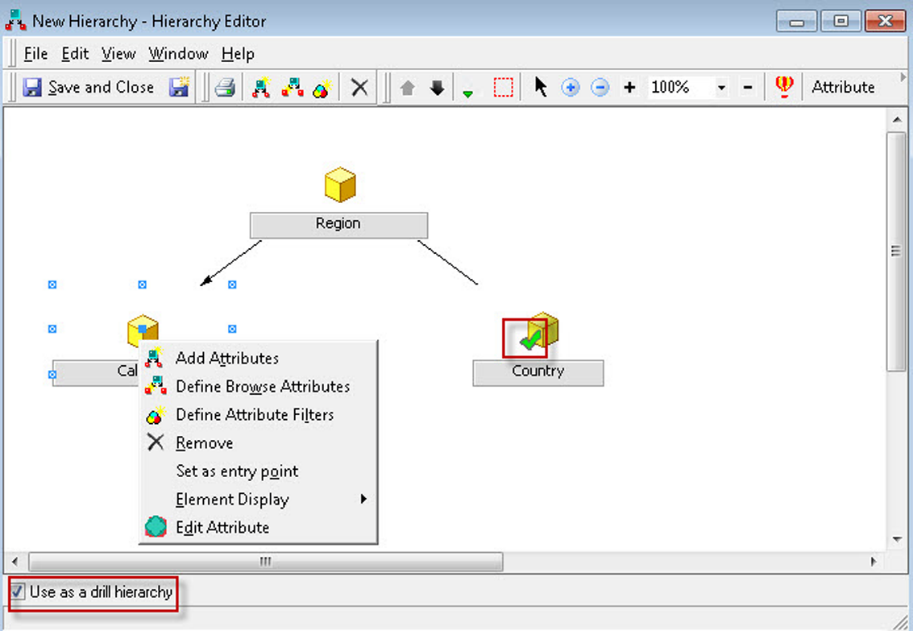 New Hierarchy - Hierarchy Editor
File Edit View Window Help
Save and Close 100% Attribute
Region
Cal
Country
Add Attributes
Define Browse Attributes
Define Attribute Filters
Remove
Set as entry point
Element Display
Edit Attribute
Use as a drill hierarchy